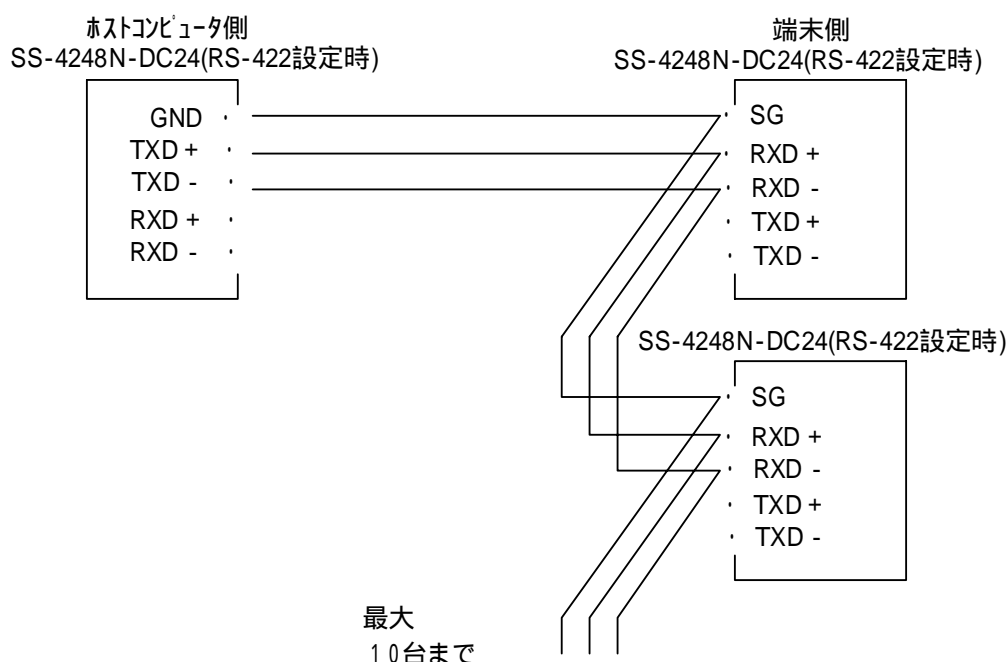 ﾎｽﾄｺﾝﾋﾟｭｰﾀ側
SS-4248N-DC24(RS-422設定時)
GND
TXD +
TXD -
RXD +
RXD -
端末側
SS-4248N-DC24(RS-422設定時)
SG
RXD +
RXD -
TXD +
TXD -
SS-4248N-DC24(RS-422設定時)
SG
RXD +
RXD -
TXD +
TXD -
最大
１０台まで